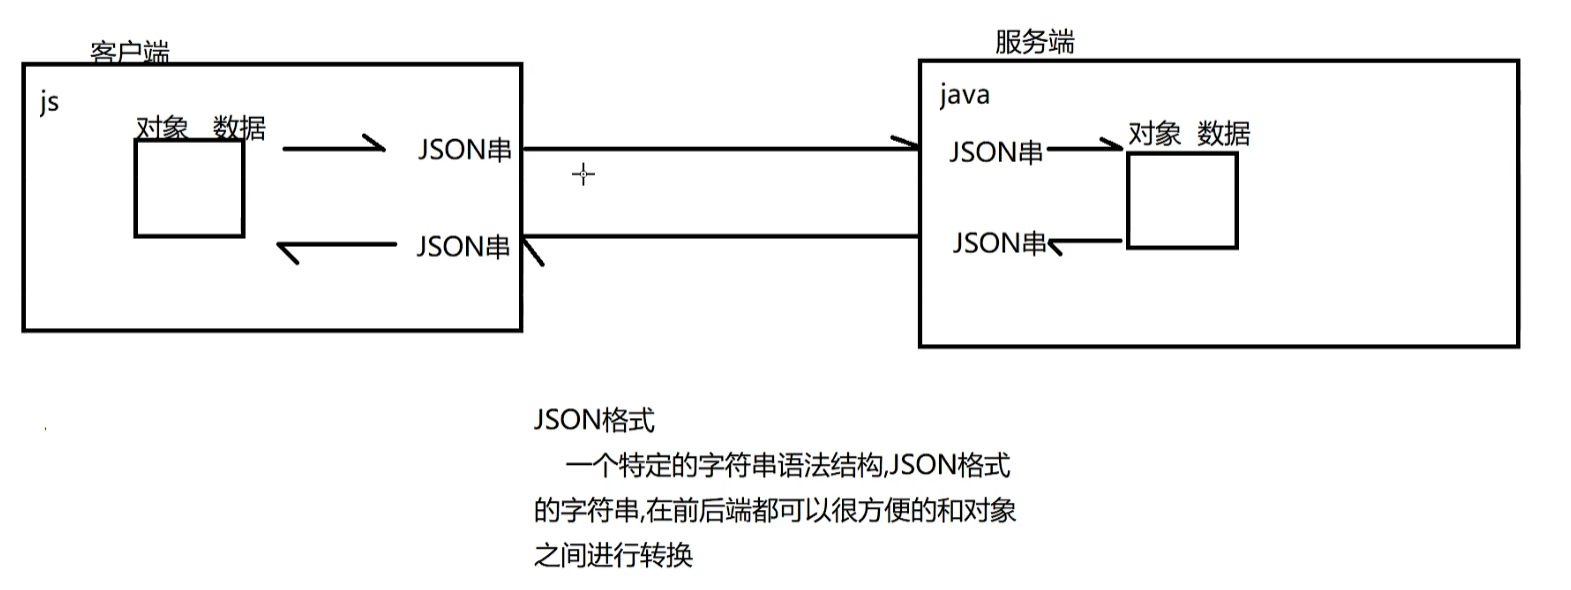 客户端
服务端
js
java
对象 数据
对象 数据
JSON串
JSON串
JSON串
JSON串
JSON格式
一个特定的字符串语法结构,JSON格式
的字符串,在前后端都可以很方便的和对象
之间进行转换